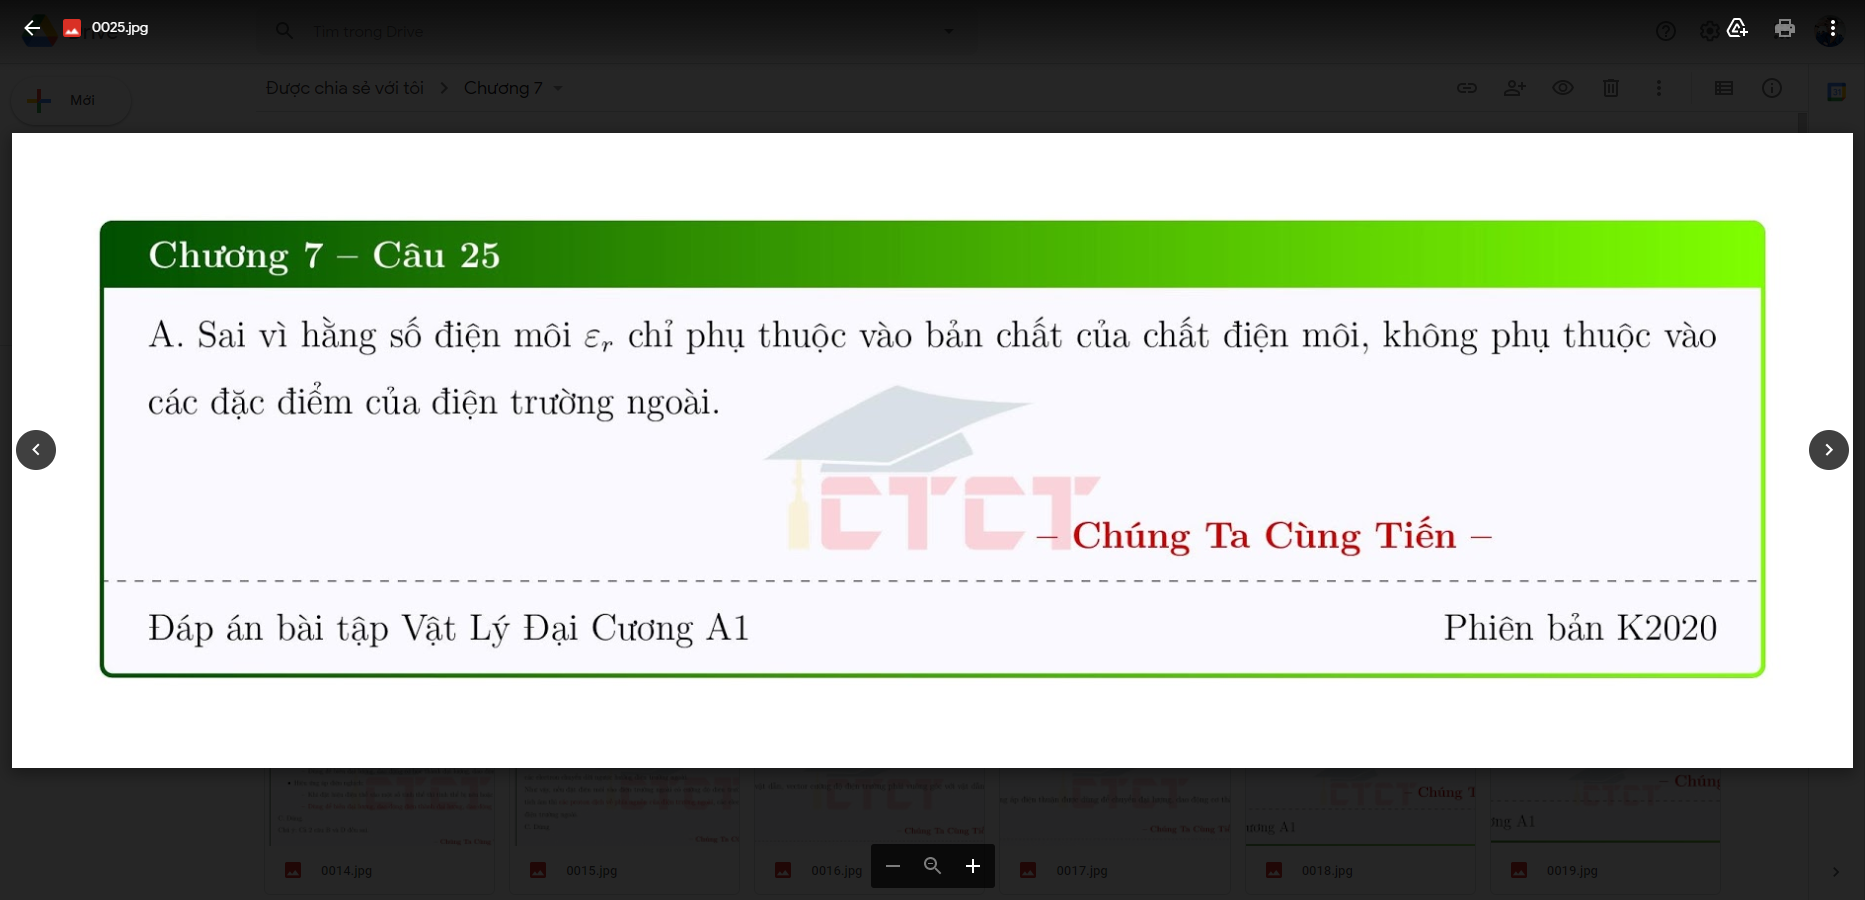 0025.jpg
Tìm trong Drive
Mới
Được chia sẻ với tôi
Chương 7
Chương 7 – Câu 25
A. Sai vì hằng số điện môi εr chỉ phụ thuộc vào bản chất của chất điện môi, không phụ thuộc vào
các đặc điểm của điện trường ngoài.
CTCT
– Chúng Ta Cùng Tiến –
Đáp án bài tập Vật Lý Đại Cương A1
Phiên bản K2020
0014.jpg
0015.jpg
0016.jpg
0017.jpg
0018.jpg
0019.jpg